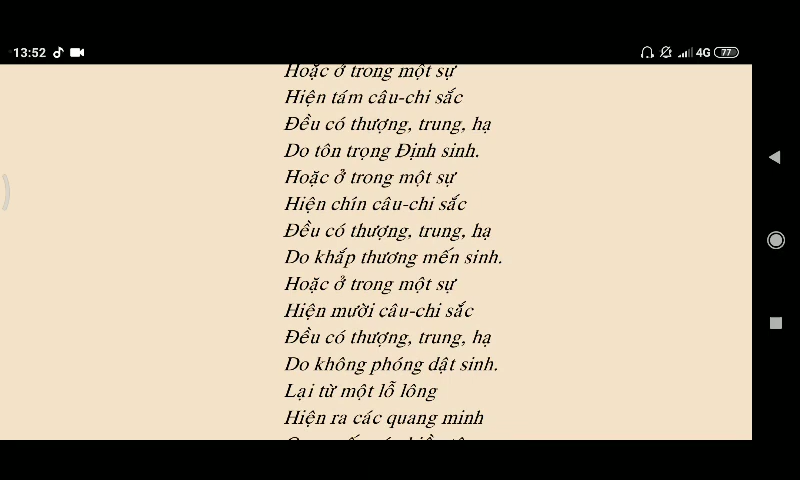 13:52
4G 77
Hoặc ở trong một sự
Hiện tám câu-chi sắc
Đều có thượng, trung, hạ
Do tôn trọng Định sinh.
Hoặc ở trong một sự
Hiện chín câu-chi sắc
Đều có thượng, trung, hạ
Do khắp thương mến sinh.
Hoặc ở trong một sự
Hiện mười câu-chi sắc
Đều có thượng, trung, hạ
Do không phóng dật sinh.
Lại từ một lỗ lông
Hiện ra các quang minh